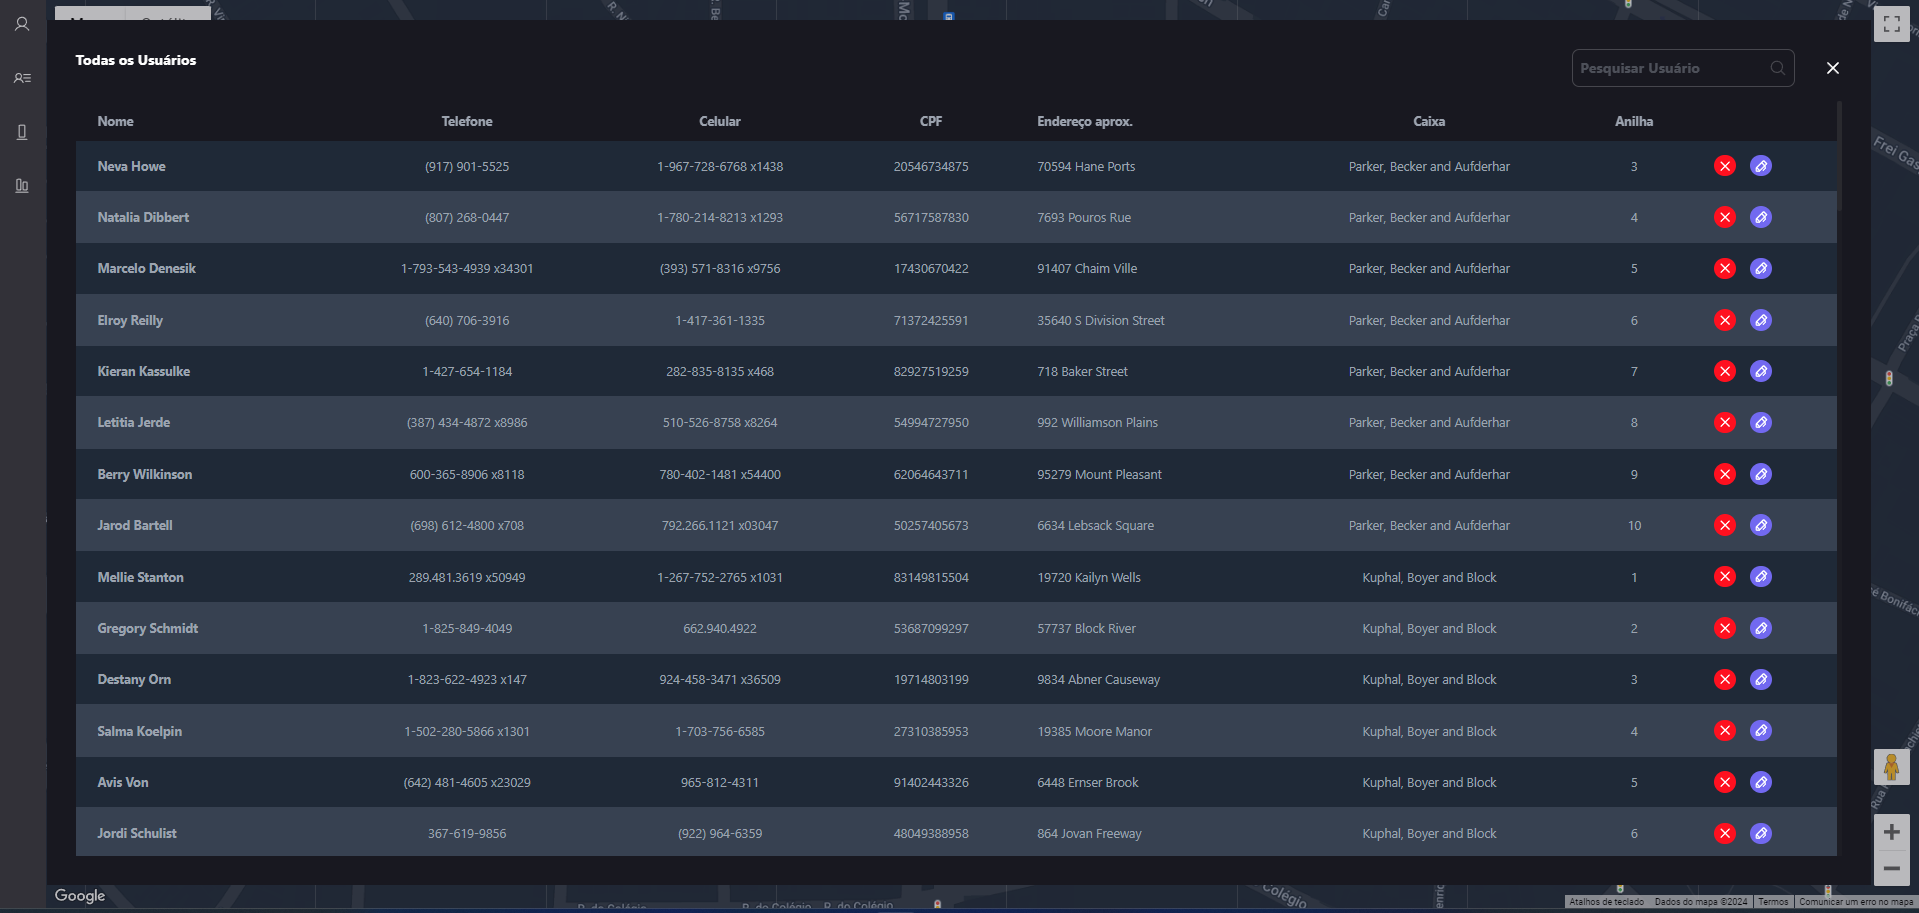 Todas os Usuários
Pesquisar Usuário
Nome Telefone Celular CPF Endereço aprox. Caixa Anilha
Neva Howe (917) 901-5525 1-967-728-6768 x1438 20546734875 70594 Hane Ports Parker, Becker and Aufderhar 3
Natalia Dibbert (807) 268-0447 1-780-214-8213 x1293 56717587830 7693 Pouros Rue Parker, Becker and Aufderhar 4
Marcelo Denesik 1-793-543-4939 x34301 (393) 571-8316 x9756 17430670422 91407 Chaim Ville Parker, Becker and Aufderhar 5
Elroy Reilly (640) 706-3916 1-417-361-1335 71372425591 35640 S Division Street Parker, Becker and Aufderhar 6
Kieran Kassulke 1-427-654-1184 282-835-8135 x468 82927519259 718 Baker Street Parker, Becker and Aufderhar 7
Letitia Jerde (387) 434-4872 x8986 510-526-8758 x8264 54994727950 992 Williamson Plains Parker, Becker and Aufderhar 8
Berry Wilkinson 600-365-8906 x8118 780-402-1481 x54400 62064643711 95279 Mount Pleasant Parker, Becker and Aufderhar 9
Jarod Bartell (698) 612-4800 x708 792.266.1121 x03047 50257405673 6634 Lebsack Square Parker, Becker and Aufderhar 10
Mellie Stanton 289.481.3619 x50949 1-267-752-2765 x1031 83149815504 19720 Kailyn Wells Kuphal, Boyer and Block 1
Gregory Schmidt 1-825-849-4049 662.940.4922 53687099297 57737 Block River Kuphal, Boyer and Block 2
Destany Orn 1-823-622-4923 x147 924-458-3471 x36509 19714803199 9834 Abner Causeway Kuphal, Boyer and Block 3
Salma Koelpin 1-502-280-5866 x1301 1-703-756-6585 27310385953 19385 Moore Manor Kuphal, Boyer and Block 4
Avis Von (642) 481-4605 x23029 965-812-4311 91402443326 6448 Ernser Brook Kuphal, Boyer and Block 5
Jordi Schulist 367-619-9856 (922) 964-6359 48049388958 864 Jovan Freeway Kuphal, Boyer and Block 6
Frei Gas
Praça
Rua
Colégio
Google
Atalhos de teclado Dados do mapa ©2024 Termos Comunicar um erro no mapa